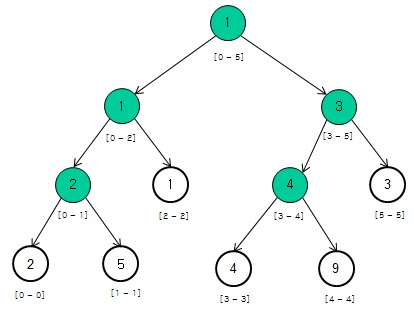 1
[0 - 5]
1
3
[0 - 2]
[3 - 5]
2
1
4
3
[0 - 1]
[2 - 2]
[3 - 4]
[5 - 5]
2
5
4
9
[0 - 0]
[1 - 1]
[3 - 3]
[4 - 4]